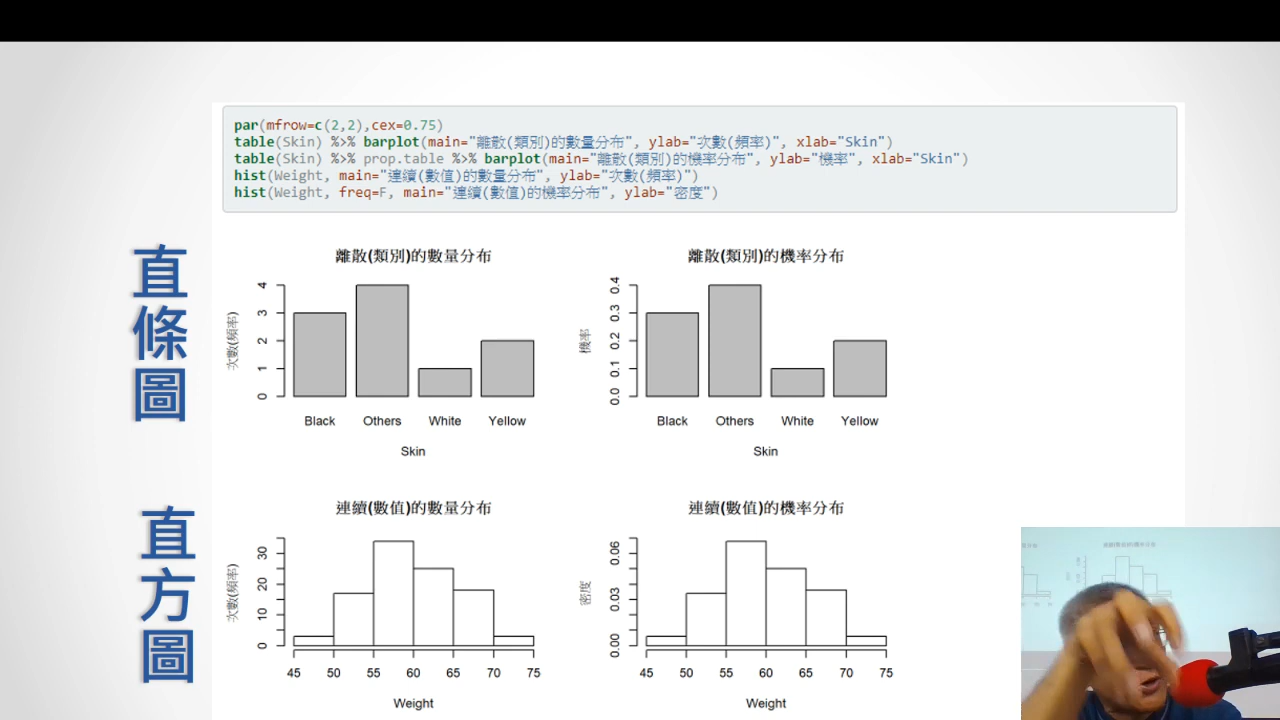 par(mfrow=c(2,2),cex=0.75)
table(Skin) %>% barplot(main="離散(類別)的數量分布", ylab="次數(頻率)", xlab="Skin")
table(Skin) %>% prop.table %>% barplot(main="離散(類別)的機率分布", ylab="機率", xlab="Skin")
hist(Weight, main="連續(數值)的數量分布", ylab="次數(頻率)")
hist(Weight, freq=F, main="連續(數值)的機率分布", ylab="密度")
直條圖
離散(類別)的數量分布
次數(頻率)
4
3
2
1
0
Black Others White Yellow
Skin
離散(類別)的機率分布
機率
0.4
0.3
0.2
0.1
0.0
Black Others White Yellow
Skin
直方圖
連續(數值)的數量分布
次數(頻率)
30
20
10
0
45 50 55 60 65 70 75
Weight
連續(數值)的機率分布
密度
0.06
0.03
0.00
45 50 55 60 65 70 75
Weight